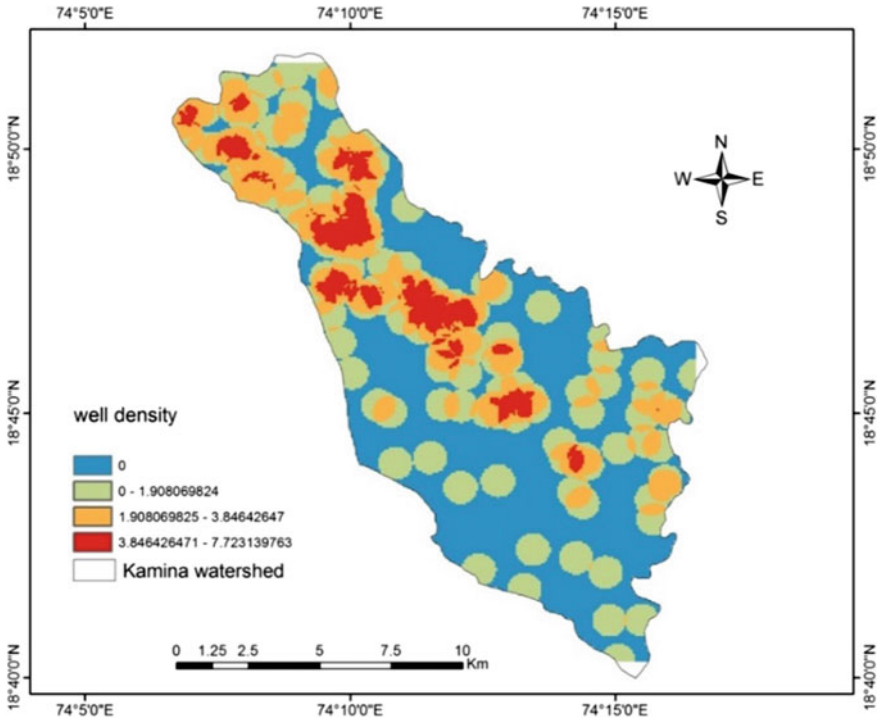 74°5'0"E 74°10'0"E 74°15'0"E
18°50'0"N 18°50'0"N
N
W E
S
18°45'0"N 18°45'0"N
well density
0
0 - 1.908069824
1.908069825 - 3.84642647
3.846426471 - 7.723139763
Kamina watershed
0 1.25 2.5 5 7.5 10
Km
18°40'0"N 18°40'0"N
74°5'0"E 74°10'0"E 74°15'0"E